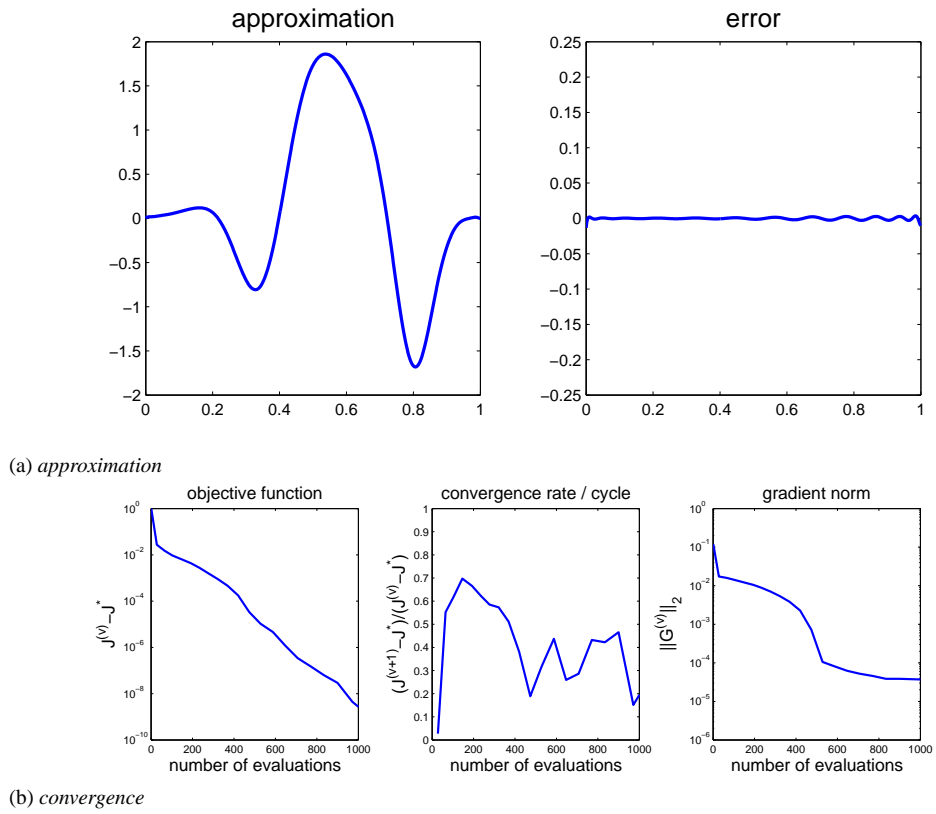 approximation
2
1.5
1
0.5
0
−0.5
−1
−1.5
−2
0 0.2 0.4 0.6 0.8 1
error
0.25
0.2
0.15
0.1
0.05
0
−0.05
−0.1
−0.15
−0.2
−0.25
0 0.2 0.4 0.6 0.8 1
(a) approximation
objective function
J^(v)−J^*
10^0
10^−2
10^−4
10^−6
10^−8
10^−10
0 200 400 600 800 1000
number of evaluations
convergence rate / cycle
(J^(v+1)−J^*)/(J^(v)−J^*)
1
0.9
0.8
0.7
0.6
0.5
0.4
0.3
0.2
0.1
0
0 200 400 600 800 1000
number of evaluations
gradient norm
||G^(v)||_2
10^0
10^−1
10^−2
10^−3
10^−4
10^−5
10^−6
0 200 400 600 800 1000
number of evaluations
(b) convergence